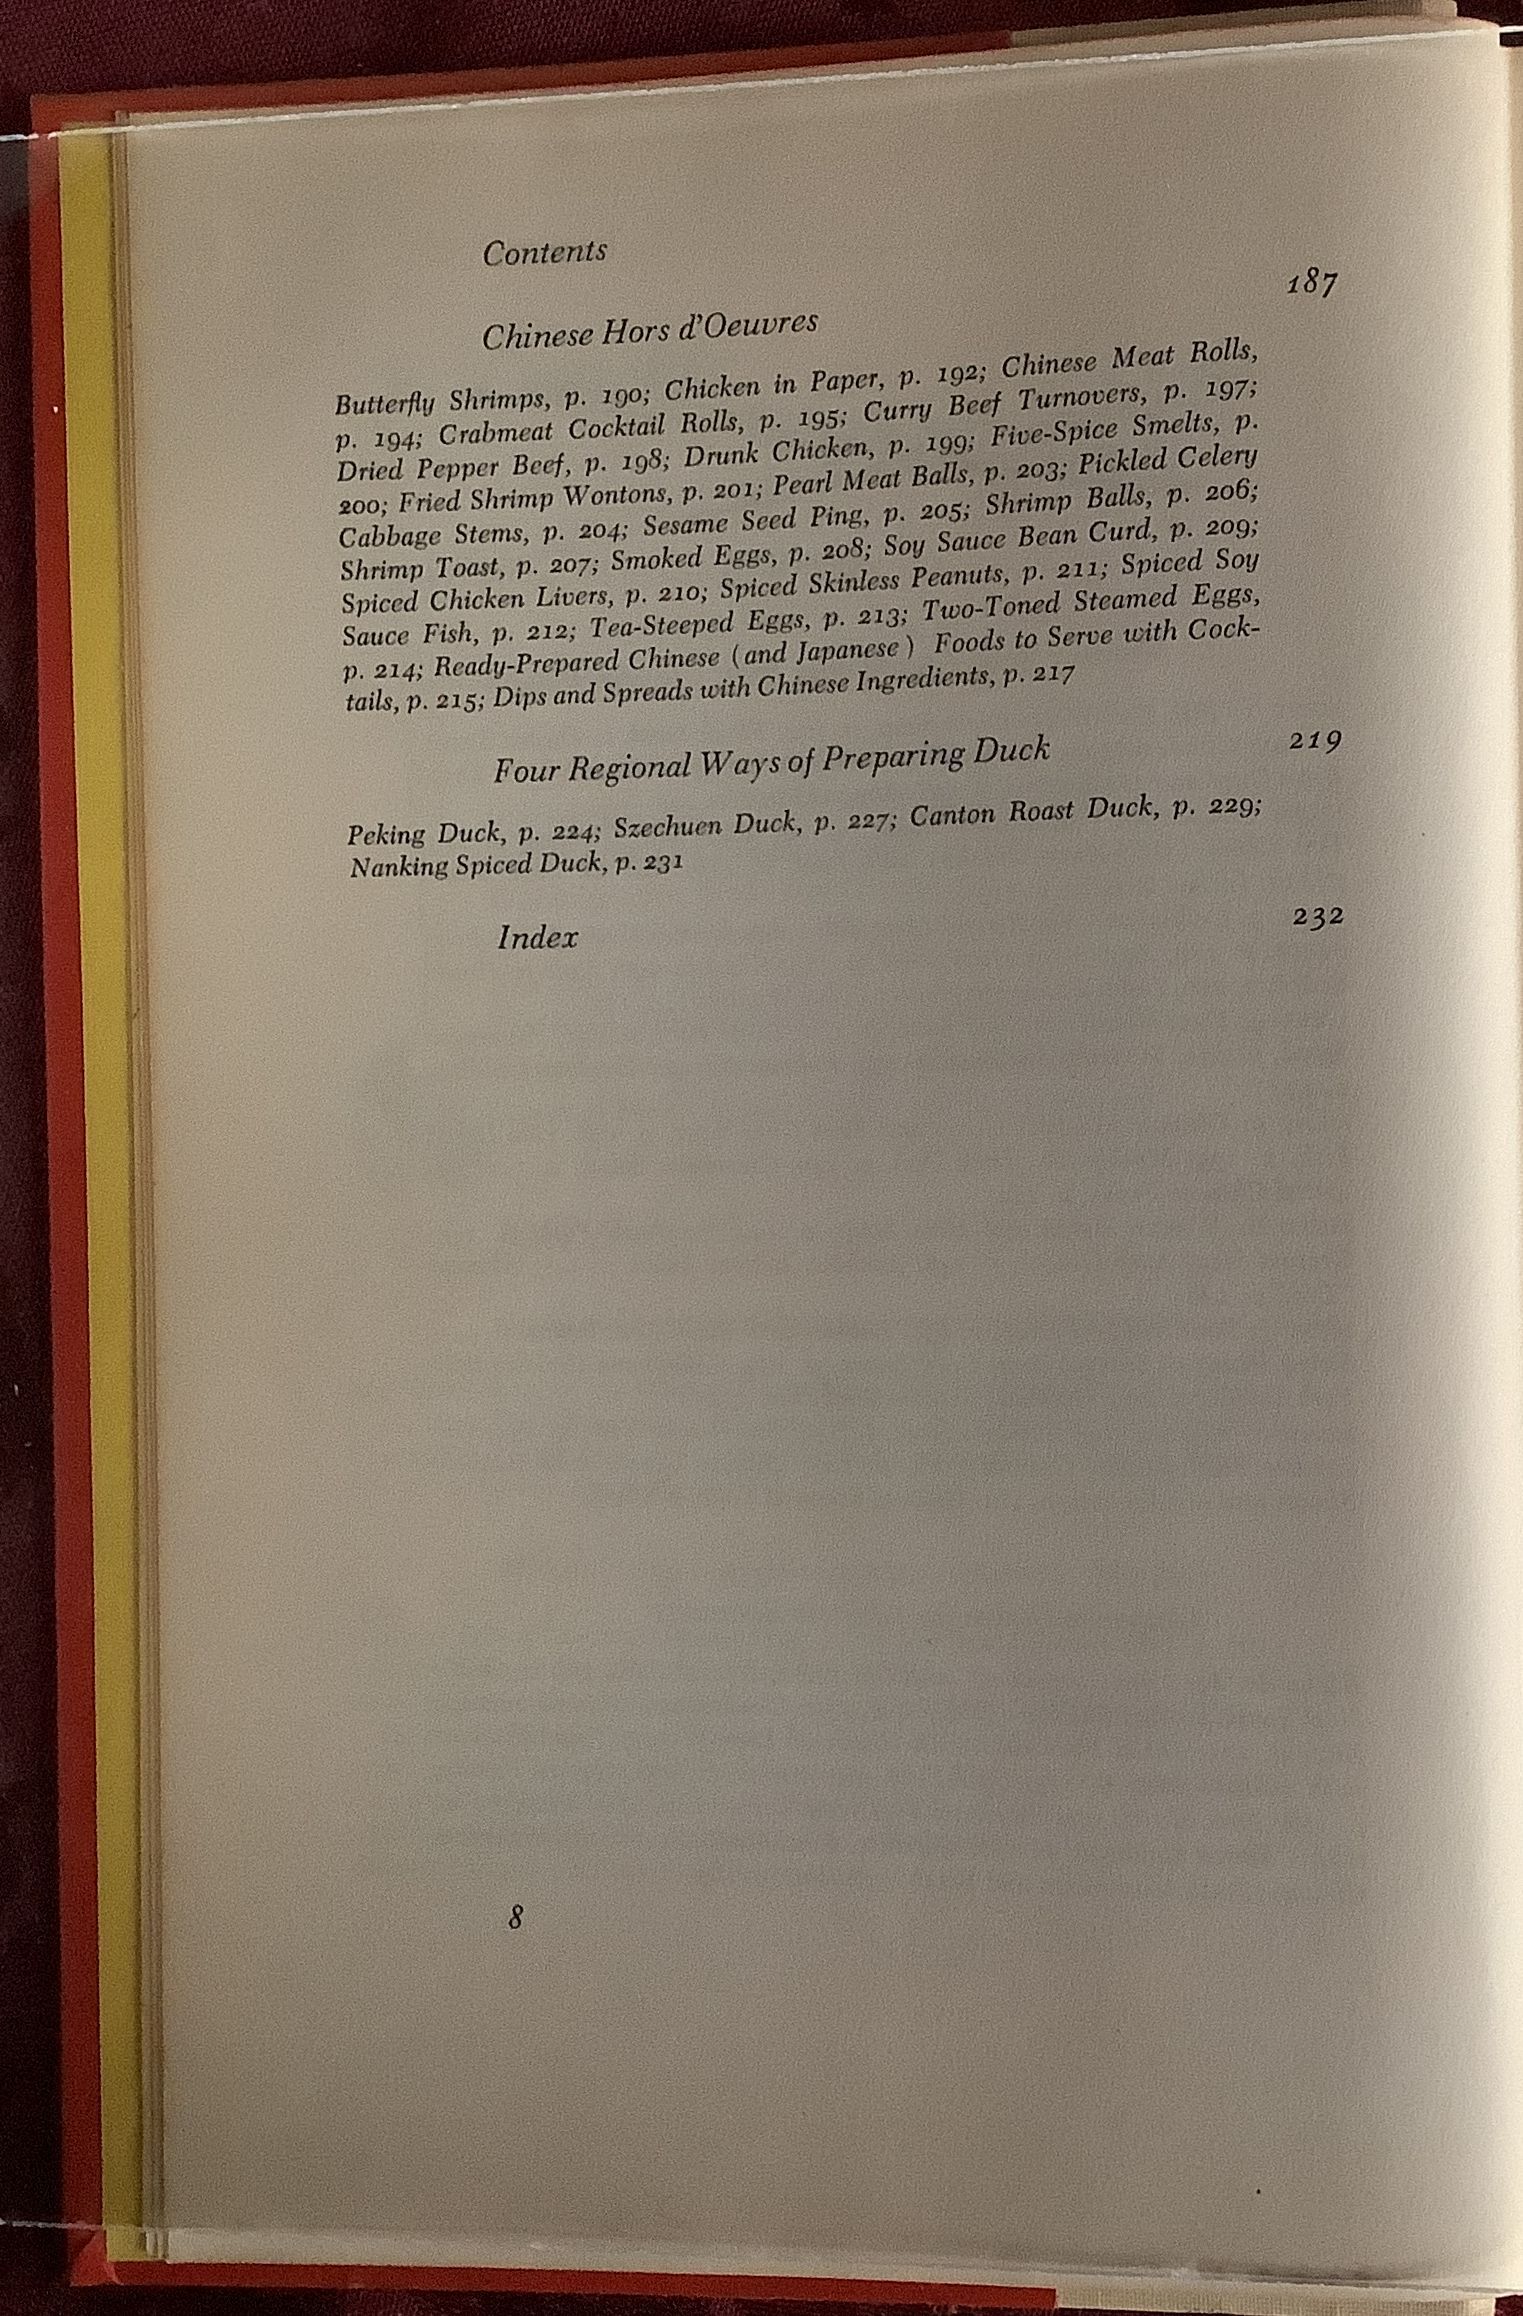 Contents
Chinese Hors d'Oeuvres 187
Butterfly Shrimps, p. 190; Chicken in Paper, p. 192; Chinese Meat Rolls,
p. 194; Crabmeat Cocktail Rolls, p. 195; Curry Beef Turnovers, p. 197;
Dried Pepper Beef, p. 198; Drunk Chicken, p. 199; Five-Spice Smelts, p.
200; Fried Shrimp Wontons, p. 201; Pearl Meat Balls, p. 203; Pickled Celery
Cabbage Stems, p. 204; Sesame Seed Ping, p. 205; Shrimp Balls, p. 206;
Shrimp Toast, p. 207; Smoked Eggs, p. 208; Soy Sauce Bean Curd, p. 209;
Spiced Chicken Livers, p. 210; Spiced Skinless Peanuts, p. 211; Spiced Soy
Sauce Fish, p. 212; Tea-Steeped Eggs, p. 213; Two-Toned Steamed Eggs,
p. 214; Ready-Prepared Chinese (and Japanese) Foods to Serve with Cock-
tails, p. 215; Dips and Spreads with Chinese Ingredients, p. 217
Four Regional Ways of Preparing Duck 219
Peking Duck, p. 224; Szechuen Duck, p. 227; Canton Roast Duck, p. 229;
Nanking Spiced Duck, p. 231
Index 232
8